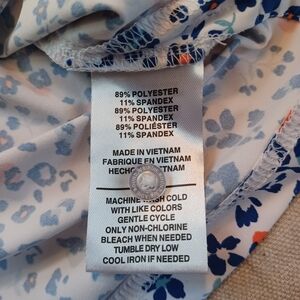 89% POLYESTER
11% SPANDEX
89% POLYESTER
11% SPANDEX
89% POLIÉSTER
11% SPANDEX
MADE IN VIETNAM
FABRIQUE EN VIETNAM
HECHO VIETNAM
MACHINE WASH COLD
WITH LIKE COLORS
GENTLE CYCLE
ONLY NON-CHLORINE
BLEACH WHEN NEEDED
TUMBLE DRY LOW
COOL IRON IF NEEDED